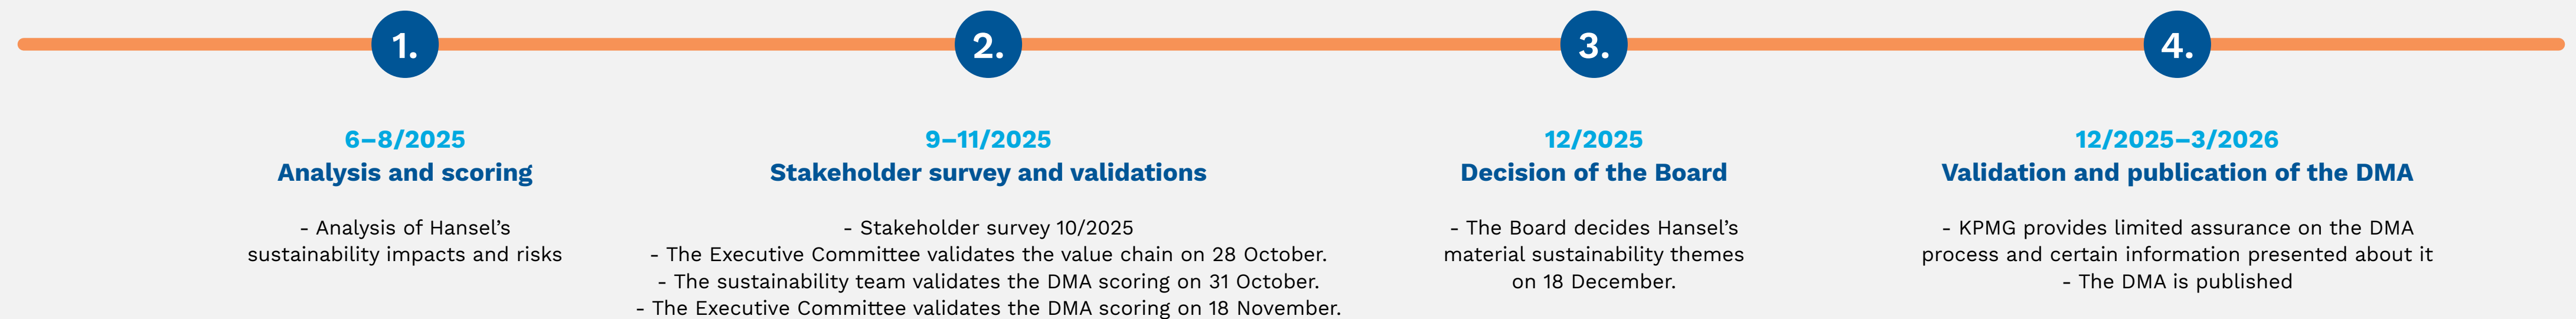 1.
6–8/2025
Analysis and scoring
- Analysis of Hansel’s
sustainability impacts and risks
2.
9–11/2025
Stakeholder survey and validations
- Stakeholder survey 10/2025
- The Executive Committee validates the value chain on 28 October.
- The sustainability team validates the DMA scoring on 31 October.
- The Executive Committee validates the DMA scoring on 18 November.
3.
12/2025
Decision of the Board
- The Board decides Hansel’s
material sustainability themes
on 18 December.
4.
12/2025–3/2026
Validation and publication of the DMA
- KPMG provides limited assurance on the DMA
process and certain information presented about it
- The DMA is published